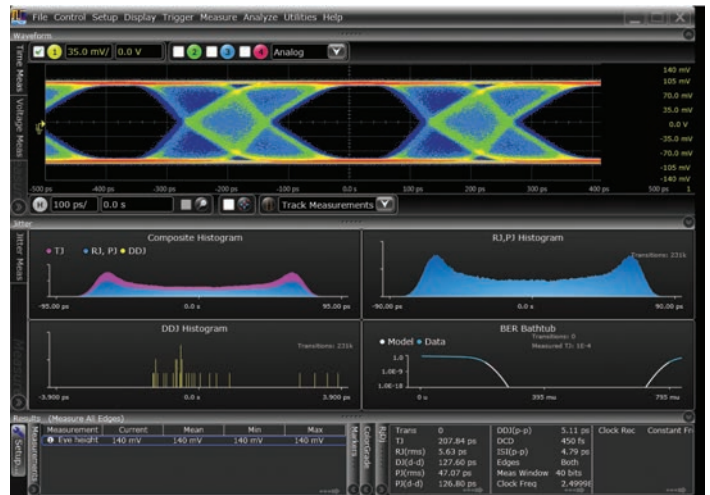 File Control Setup Display Trigger Measure Analyze Utilities Help
Waveform
1 35.0 mV/ 0.0 V 2 3 4 Analog
Time Meas
Voltage Meas
140 mV
105 mV
70.0 mV
35.0 mV
0.0 V
-35.0 mV
-70.0 mV
-105 mV
-140 mV
-500 ps -400 ps -300 ps -200 ps -100 ps 0.0 s 100 ps 200 ps 300 ps 400 ps 500 ps 1
H 100 ps/ 0.0 s Track Measurements
Jitter
Jitter Meas
Composite Histogram
TJ RJ, PJ DDJ
-95.00 ps 0.0 s 95.00 ps
RJ,PJ Histogram
Transitions: 231k
-90.00 ps 0.0 s 90.00 ps
DDJ Histogram
Transitions: 231k
-3.900 ps 0.0 s 3.900 ps
BER Bathtub
Transitions: 0
Measured TJ: 1E-4
Model Data
1.0
1.0E-9
1.0E-18
0 u 395 mu 795 mu
Results (Measure All Edges)
Setup...
Measurements
Measurement Current Mean Min Max
Eye height 140 mV 140 mV 140 mV 140 mV
Markers
ColorGrade
RJDJ
Trans 0
TJ 207.84 ps
RJ(rms) 5.63 ps
DJ(d-d) 127.60 ps
PJ(rms) 47.07 ps
PJ(d-d) 126.80 ps
DDJ(p-p) 5.11 ps
DCD 450 fs
ISI(p-p) 4.79 ps
Edges Both
Meas Window 40 bits
Clock Freq 2.49998
Clock Rec Constant Fr